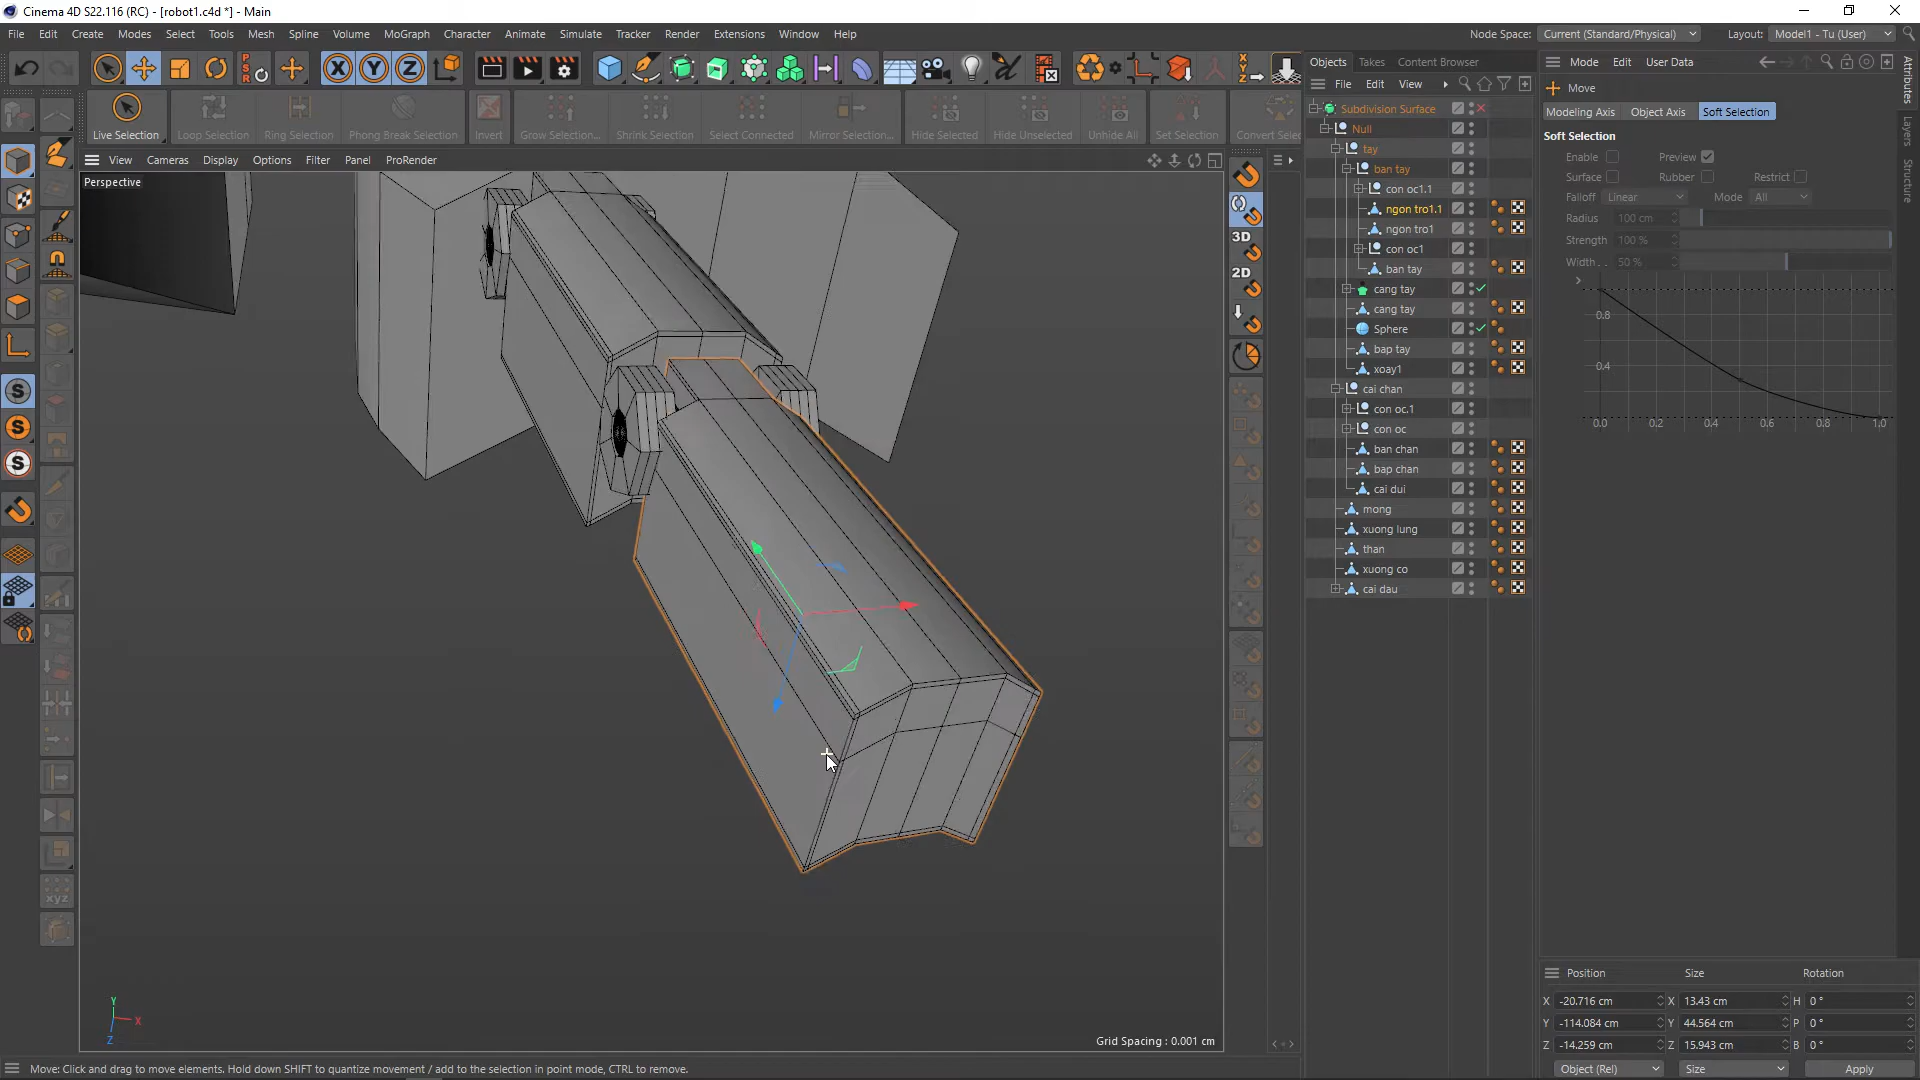 Cinema 4D S22.116 (RC) - [robot1.c4d *] - Main
File Edit Create Modes Select Tools Mesh Spline Volume MoGraph Character Animate Simulate Tracker Render Extensions Window Help
Node Space: Current (Standard/Physical) Layout: Model1 - Tu (User)
Live Selection Loop Selection Ring Selection Phong Break Selection Invert Grow Selection... Shrink Selection Select Connected Mirror Selection... Hide Selected Hide Unselected Unhide All Set Selection Convert Selec
View Cameras Display Options Filter Panel ProRender
Perspective
Grid Spacing : 0.001 cm
Y
X
Z
3D
2D
xyz
PSR
X Y Z
S
S
S
Objects Takes Content Browser
File Edit View
Subdivision Surface
Null
tay
ban tay
con oc1.1
ngon tro1.1
ngon tro1
con oc1
ban tay
cang tay
cang tay
Sphere
bap tay
xoay1
cai chan
con oc.1
con oc
ban chan
bap chan
cai dui
mong
xuong lung
than
xuong co
cai dau
Mode Edit User Data
Move
Modeling Axis Object Axis Soft Selection
Soft Selection
Enable Preview
Surface Rubber Restrict
Falloff Linear Mode All
Radius 100 cm
Strength 100 %
Width . . 50 %
0.8
0.4
0.0 0.2 0.4 0.6 0.8 1.0
Attributes
Layers
Structure
Position Size Rotation
X -20.716 cm X 13.43 cm H 0 °
Y -114.084 cm Y 44.564 cm P 0 °
Z -14.259 cm Z 15.943 cm B 0 °
Object (Rel) Size Apply
Move: Click and drag to move elements. Hold down SHIFT to quantize movement / add to the selection in point mode, CTRL to remove.